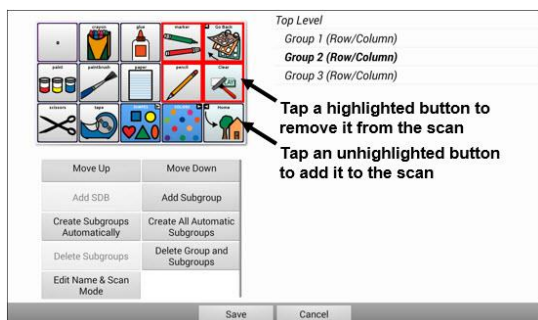 crayon
glue
marker
Go Back
paint
paintbrush
paper
pencil
Clear
scissors
tape
Home
Top Level
Group 1 (Row/Column)
Group 2 (Row/Column)
Group 3 (Row/Column)
Tap a highlighted button to
remove it from the scan
Tap an unhighlighted button
to add it to the scan
Move Up
Move Down
Add SDB
Add Subgroup
Create Subgroups
Automatically
Create All Automatic
Subgroups
Delete Subgroups
Delete Group and
Subgroups
Edit Name & Scan
Mode
Save
Cancel